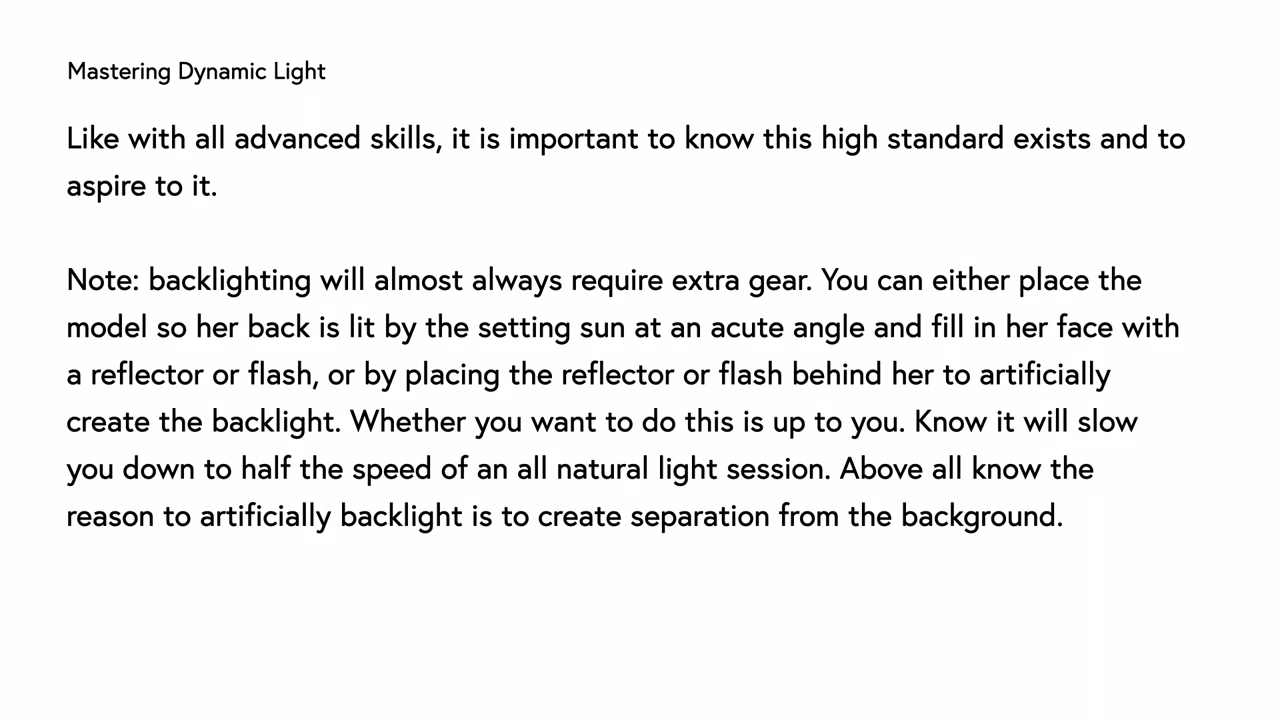 Mastering Dynamic Light
Like with all advanced skills, it is important to know this high standard exists and to
aspire to it.
Note: backlighting will almost always require extra gear. You can either place the
model so her back is lit by the setting sun at an acute angle and fill in her face with
a reflector or flash, or by placing the reflector or flash behind her to artificially
create the backlight. Whether you want to do this is up to you. Know it will slow
you down to half the speed of an all natural light session. Above all know the
reason to artificially backlight is to create separation from the background.